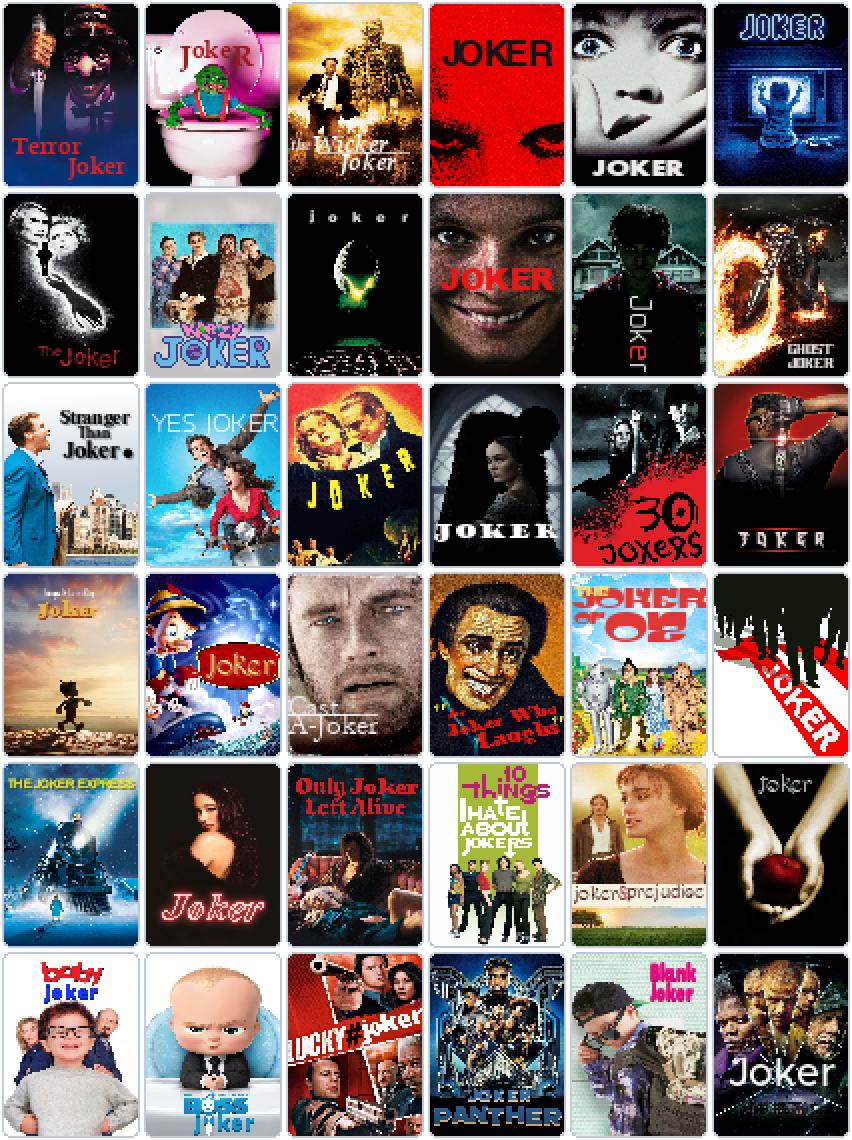 Terror
Joker
JokeR
the Wicker
Joker
JOKER
JOKER
JOKER
The Joker
KRAZY
JOKER
joker
JOKER
Joker
GHOST
JOKER
Stranger
Than
Joker
YES JOKER
JOKER
JOKER
30
JOKERS
JOKER
Joker
Joker
Cast
A-Joker
"The
Joker Who
Laughs"
THE
JOKER
OF OZ
JOKER
THE JOKER EXPRESS
Joker
Only Joker
Left Alive
10
things
I HATE
ABOUT
JOKERS
joker&prejudice
joker
baby
joker
BOSS
joker
LUCKY#joker
JOKER
PANTHER
Blank
Joker
Joker